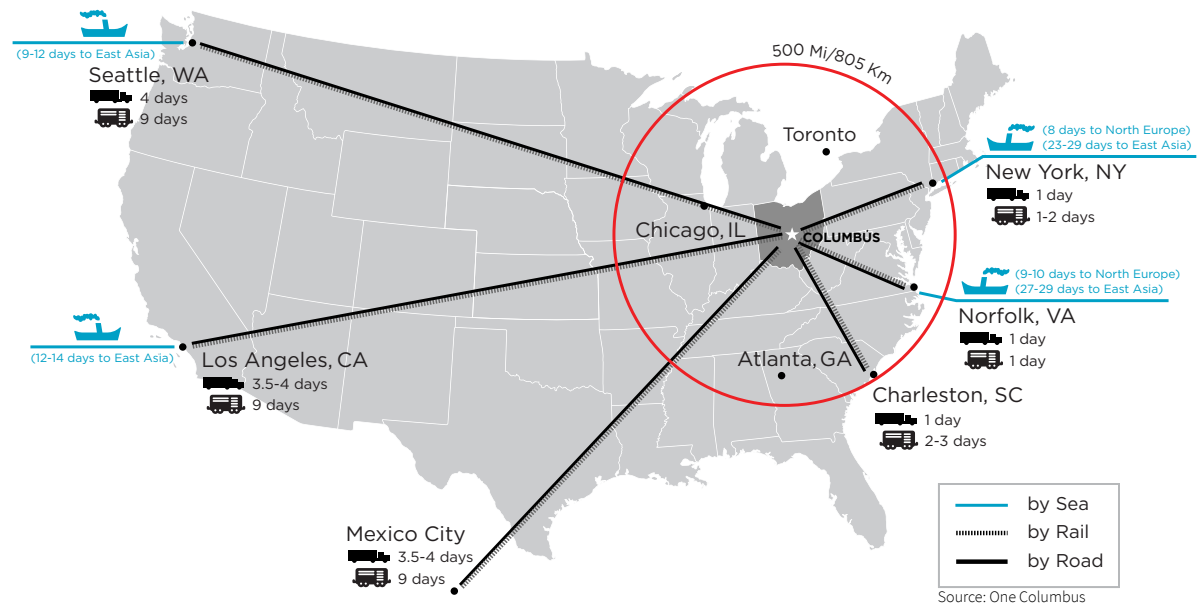 500 Mi/805 Km
(9-12 days to East Asia)
Seattle, WA
4 days
9 days
Toronto
(8 days to North Europe)
(23-29 days to East Asia)
New York, NY
1 day
1-2 days
Chicago, IL
COLUMBUS
(9-10 days to North Europe)
(27-29 days to East Asia)
Norfolk, VA
1 day
1 day
(12-14 days to East Asia)
Los Angeles, CA
3.5-4 days
9 days
Atlanta, GA
Charleston, SC
1 day
2-3 days
Mexico City
3.5-4 days
9 days
by Sea
by Rail
by Road
Source: One Columbus